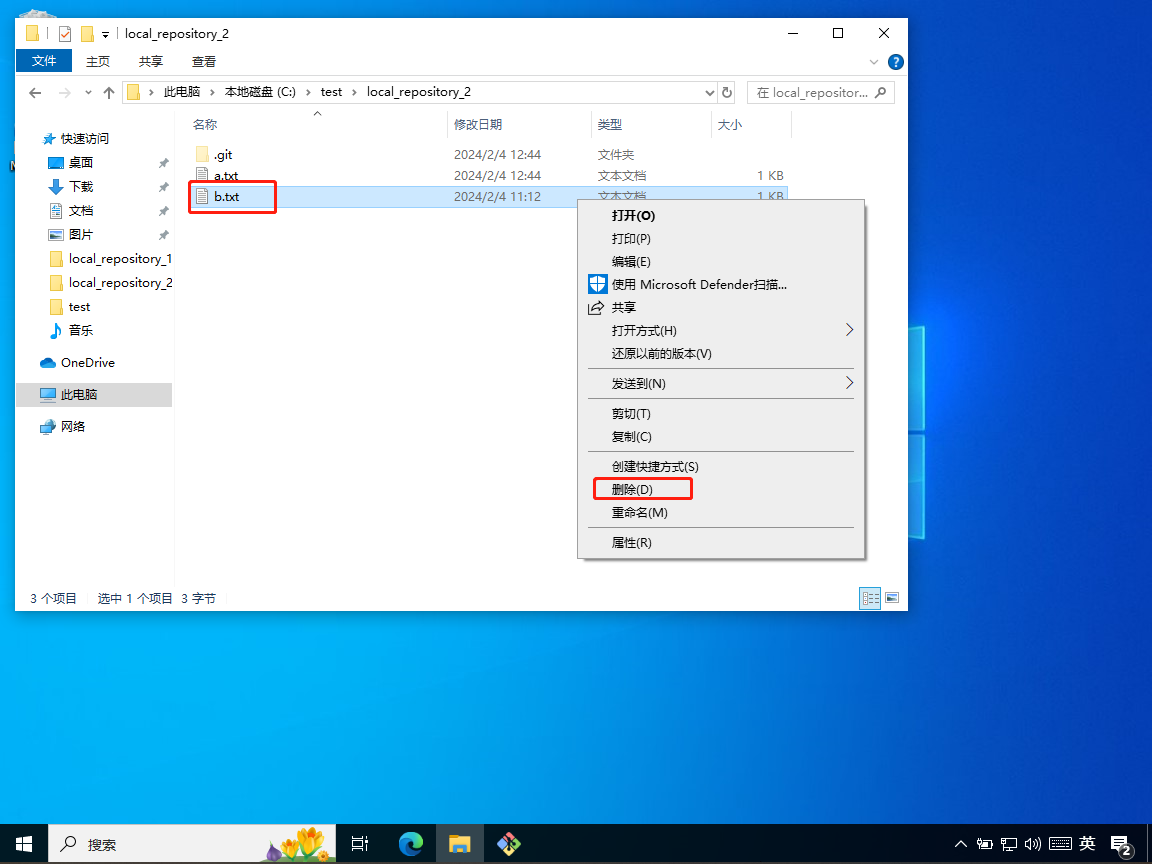 local_repository_2
文件 主页 共享 查看
此电脑 本地磁盘 (C:) test local_repository_2
在 local_repositor...
名称 修改日期 类型 大小
快速访问
桌面
下载
文档
图片
local_repository_1
local_repository_2
test
音乐
OneDrive
此电脑
网络
.git 2024/2/4 12:44 文件夹
a.txt 2024/2/4 12:44 文本文档 1 KB
b.txt 2024/2/4 11:12 文本文档 1 KB
打开(O)
打印(P)
编辑(E)
使用 Microsoft Defender扫描...
共享
打开方式(H)
还原以前的版本(V)
发送到(N)
剪切(T)
复制(C)
创建快捷方式(S)
删除(D)
重命名(M)
属性(R)
3 个项目 选中 1 个项目 3 字节
搜索
英
2